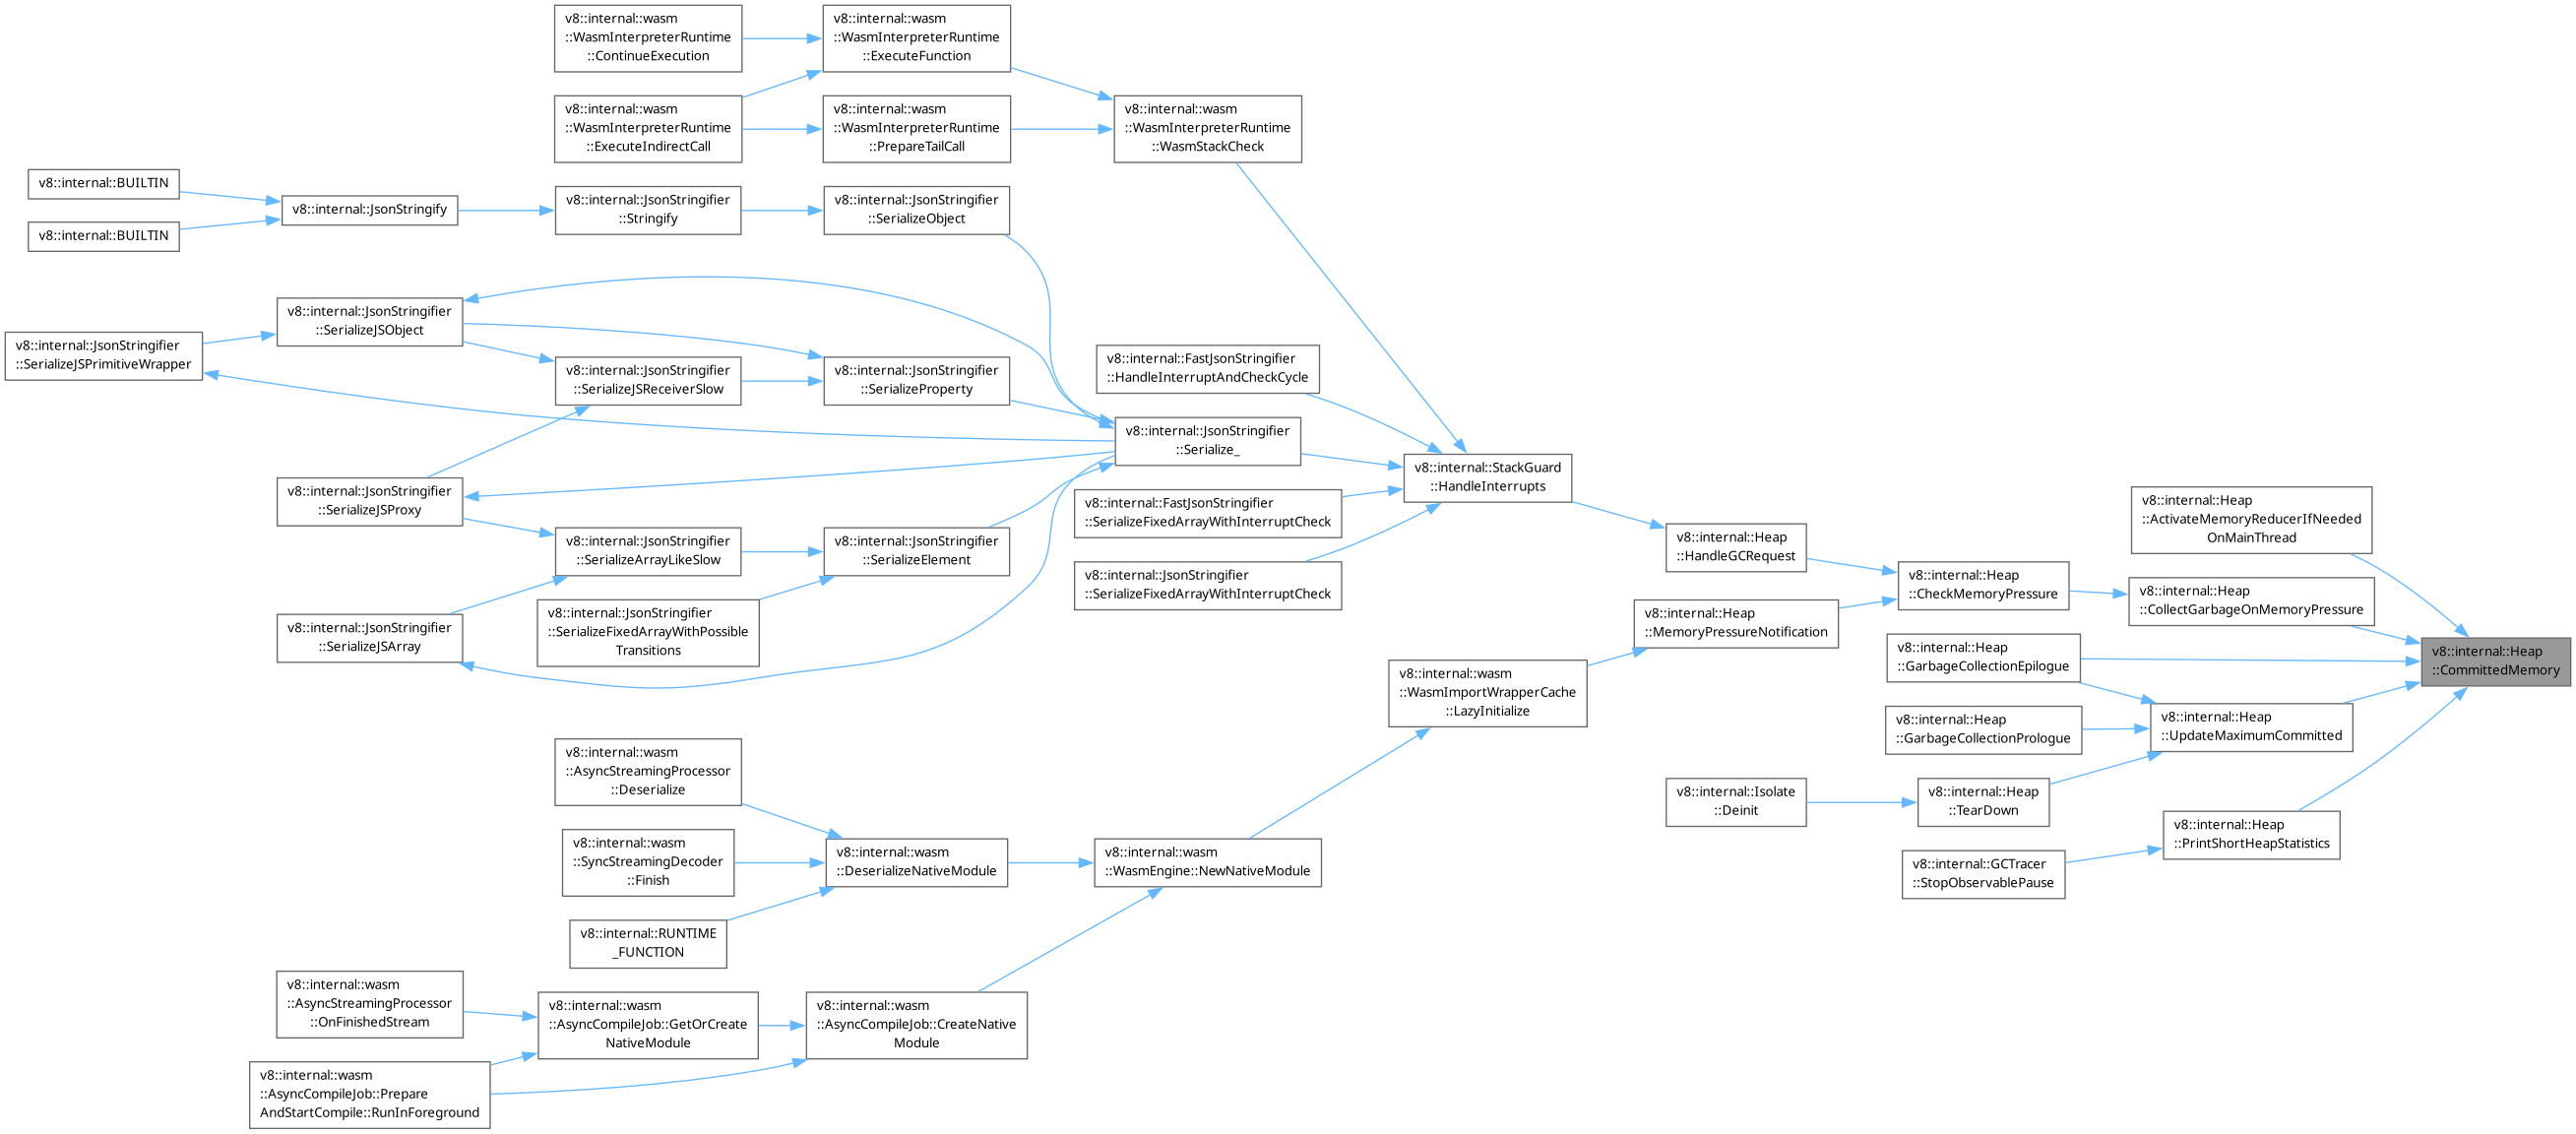 v8::internal::wasm
::WasmInterpreterRuntime
::ContinueExecution
v8::internal::wasm
::WasmInterpreterRuntime
::ExecuteFunction
v8::internal::wasm
::WasmInterpreterRuntime
::ExecuteIndirectCall
v8::internal::wasm
::WasmInterpreterRuntime
::PrepareTailCall
v8::internal::wasm
::WasmInterpreterRuntime
::WasmStackCheck
v8::internal::BUILTIN
v8::internal::BUILTIN
v8::internal::JsonStringify
v8::internal::JsonStringifier
::Stringify
v8::internal::JsonStringifier
::SerializeObject
v8::internal::JsonStringifier
::SerializeJSObject
v8::internal::JsonStringifier
::SerializeJSPrimitiveWrapper
v8::internal::JsonStringifier
::SerializeJSReceiverSlow
v8::internal::JsonStringifier
::SerializeProperty
v8::internal::FastJsonStringifier
::HandleInterruptAndCheckCycle
v8::internal::JsonStringifier
::Serialize_
v8::internal::StackGuard
::HandleInterrupts
v8::internal::JsonStringifier
::SerializeJSProxy
v8::internal::FastJsonStringifier
::SerializeFixedArrayWithInterruptCheck
v8::internal::JsonStringifier
::SerializeArrayLikeSlow
v8::internal::JsonStringifier
::SerializeElement
v8::internal::JsonStringifier
::SerializeFixedArrayWithInterruptCheck
v8::internal::JsonStringifier
::SerializeJSArray
v8::internal::JsonStringifier
::SerializeFixedArrayWithPossible
Transitions
v8::internal::Heap
::HandleGCRequest
v8::internal::Heap
::MemoryPressureNotification
v8::internal::Heap
::CheckMemoryPressure
v8::internal::Heap
::ActivateMemoryReducerIfNeeded
OnMainThread
v8::internal::Heap
::CollectGarbageOnMemoryPressure
v8::internal::Heap
::GarbageCollectionEpilogue
v8::internal::Heap
::CommittedMemory
v8::internal::wasm
::WasmImportWrapperCache
::LazyInitialize
v8::internal::Heap
::GarbageCollectionPrologue
v8::internal::Heap
::UpdateMaximumCommitted
v8::internal::Isolate
::Deinit
v8::internal::Heap
::TearDown
v8::internal::Heap
::PrintShortHeapStatistics
v8::internal::GCTracer
::StopObservablePause
v8::internal::wasm
::AsyncStreamingProcessor
::Deserialize
v8::internal::wasm
::SyncStreamingDecoder
::Finish
v8::internal::RUNTIME
_FUNCTION
v8::internal::wasm
::DeserializeNativeModule
v8::internal::wasm
::WasmEngine::NewNativeModule
v8::internal::wasm
::AsyncStreamingProcessor
::OnFinishedStream
v8::internal::wasm
::AsyncCompileJob::GetOrCreate
NativeModule
v8::internal::wasm
::AsyncCompileJob::CreateNative
Module
v8::internal::wasm
::AsyncCompileJob::Prepare
AndStartCompile::RunInForeground